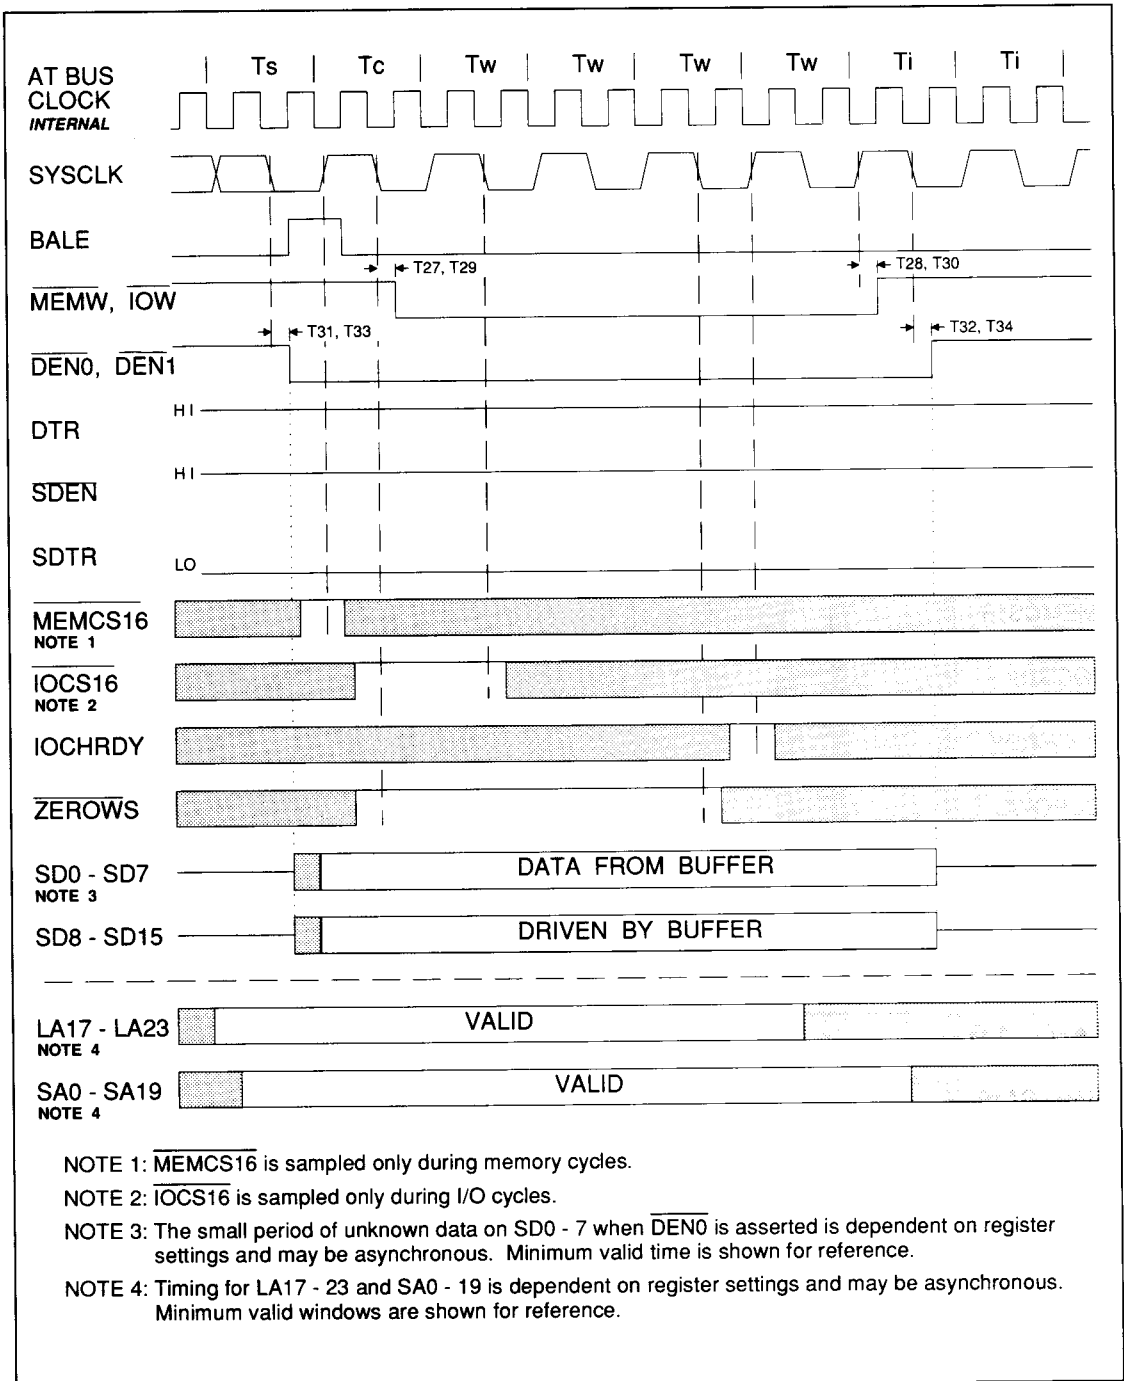 Ts Tc Tw Tw Tw Tw Ti Ti
AT BUS
CLOCK
INTERNAL
SYSCLK
BALE
T27, T29
T28, T30
MEMW, IOW
T31, T33
T32, T34
DEN0, DEN1
HI
DTR
HI
SDEN
SDTR
LO
MEMCS16
NOTE 1
IOCS16
NOTE 2
IOCHRDY
ZEROWS
SD0 - SD7
DATA FROM BUFFER
NOTE 3
SD8 - SD15
DRIVEN BY BUFFER
LA17 - LA23
VALID
NOTE 4
SA0 - SA19
VALID
NOTE 4
NOTE 1: MEMCS16 is sampled only during memory cycles.
NOTE 2: IOCS16 is sampled only during I/O cycles.
NOTE 3: The small period of unknown data on SD0 - 7 when DEN0 is asserted is dependent on register
settings and may be asynchronous. Minimum valid time is shown for reference.
NOTE 4: Timing for LA17 - 23 and SA0 - 19 is dependent on register settings and may be asynchronous.
Minimum valid windows are shown for reference.